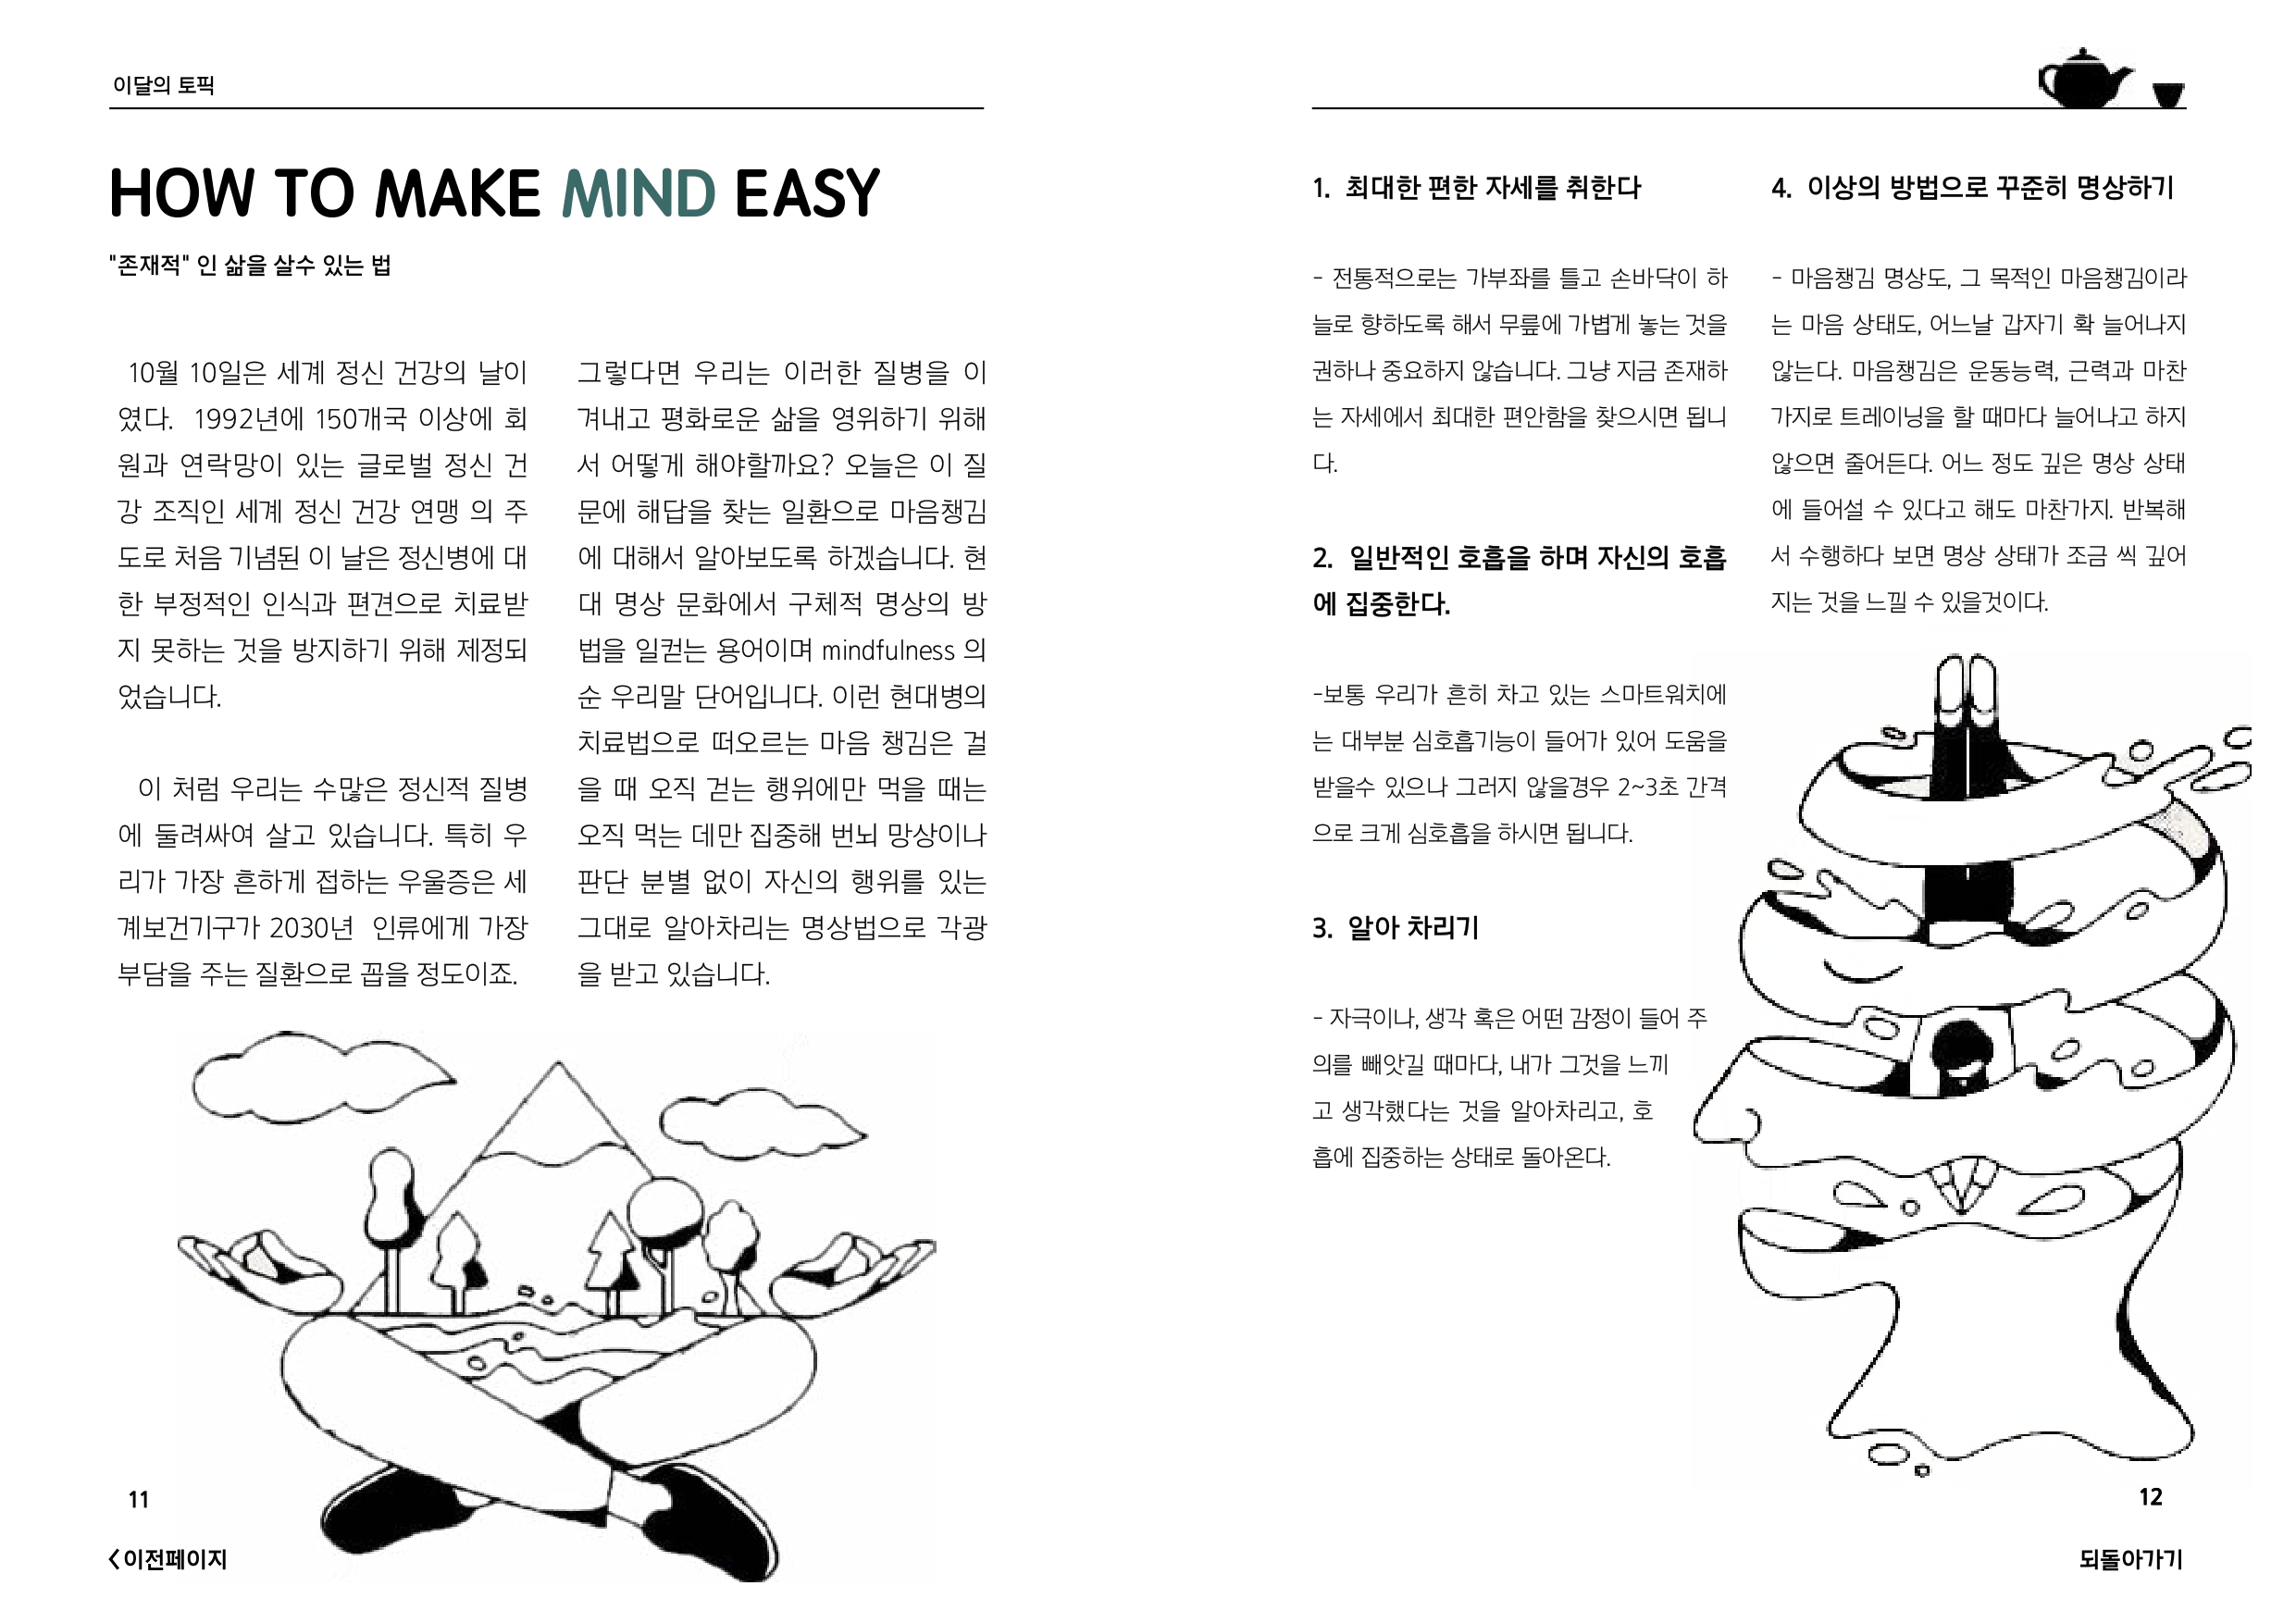 이달의 토픽
HOW TO MAKE MIND EASY
"존재적" 인 삶을 살수 있는 법
10월 10일은 세계 정신 건강의 날이
였다. 1992년에 150개국 이상에 회
원과 연락망이 있는 글로벌 정신 건
강 조직인 세계 정신 건강 연맹 의 주
도로 처음 기념된 이 날은 정신병에 대
한 부정적인 인식과 편견으로 치료받
지 못하는 것을 방지하기 위해 제정되
었습니다.
이 처럼 우리는 수많은 정신적 질병
에 둘러싸여 살고 있습니다. 특히 우
리가 가장 흔하게 접하는 우울증은 세
계보건기구가 2030년 인류에게 가장
부담을 주는 질환으로 꼽을 정도이죠.
그렇다면 우리는 이러한 질병을 이
겨내고 평화로운 삶을 영위하기 위해
서 어떻게 해야할까요? 오늘은 이 질
문에 해답을 찾는 일환으로 마음챙김
에 대해서 알아보도록 하겠습니다. 현
대 명상 문화에서 구체적 명상의 방
법을 일컫는 용어이며 mindfulness 의
순 우리말 단어입니다. 이런 현대병의
치료법으로 떠오르는 마음 챙김은 걸
을 때 오직 걷는 행위에만 먹을 때는
오직 먹는 데만 집중해 번뇌 망상이나
판단 분별 없이 자신의 행위를 있는
그대로 알아차리는 명상법으로 각광
을 받고 있습니다.
11
<이전페이지
1. 최대한 편한 자세를 취한다
- 전통적으로는 가부좌를 틀고 손바닥이 하
늘로 향하도록 해서 무릎에 가볍게 놓는 것을
권하나 중요하지 않습니다. 그냥 지금 존재하
는 자세에서 최대한 편안함을 찾으시면 됩니
다.
2. 일반적인 호흡을 하며 자신의 호흡
에 집중한다.
-보통 우리가 흔히 차고 있는 스마트워치에
는 대부분 심호흡기능이 들어가 있어 도움을
받을수 있으나 그러지 않을경우 2~3초 간격
으로 크게 심호흡을 하시면 됩니다.
3. 알아 차리기
- 자극이나, 생각 혹은 어떤 감정이 들어 주
의를 빼앗길 때마다, 내가 그것을 느끼
고 생각했다는 것을 알아차리고, 호
흡에 집중하는 상태로 돌아온다.
4. 이상의 방법으로 꾸준히 명상하기
- 마음챙김 명상도, 그 목적인 마음챙김이라
는 마음 상태도, 어느날 갑자기 확 늘어나지
않는다. 마음챙김은 운동능력, 근력과 마찬
가지로 트레이닝을 할 때마다 늘어나고 하지
않으면 줄어든다. 어느 정도 깊은 명상 상태
에 들어설 수 있다고 해도 마찬가지. 반복해
서 수행하다 보면 명상 상태가 조금 씩 깊어
지는 것을 느낄 수 있을것이다.
12
되돌아가기